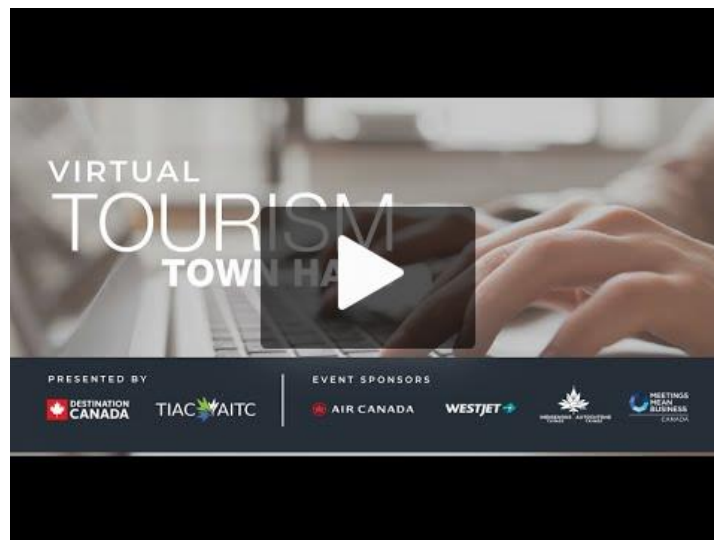 VIRTUAL
TOURISM
TOWN HA
PRESENTED BY
EVENT SPONSORS
DESTINATION
CANADA
TIAC AITC
AIR CANADA
WESTJET
MEETINGS
MEAN
BUSINESS
CANADA